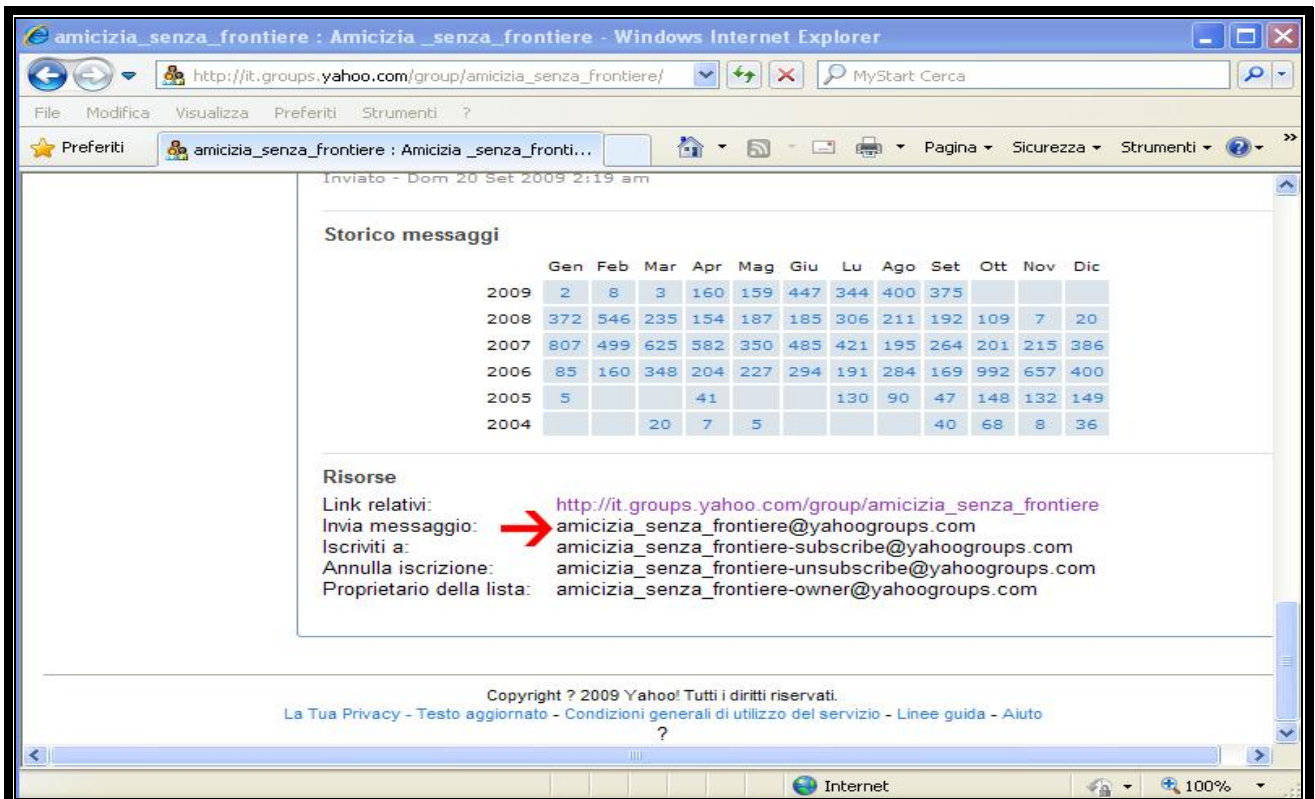 amicizia_senza_frontiere : Amicizia _senza_frontiere - Windows Internet Explorer
http://it.groups.yahoo.com/group/amicizia_senza_frontiere/ MyStart Cerca
File Modifica Visualizza Preferiti Strumenti ?
Preferiti amicizia_senza_frontiere : Amicizia _senza_fronti... Pagina Sicurezza Strumenti
Inviato - Dom 20 Set 2009 2:19 am
Storico messaggi
Gen Feb Mar Apr Mag Giu Lu Ago Set Ott Nov Dic
2009 2 8 3 160 159 447 344 400 375
2008 372 546 235 154 187 185 306 211 192 109 7 20
2007 807 499 625 582 350 485 421 195 264 201 215 386
2006 85 160 348 204 227 294 191 284 169 992 657 400
2005 5 41 130 90 47 148 132 149
2004 20 7 5 40 68 8 36
Risorse
Link relativi: http://it.groups.yahoo.com/group/amicizia_senza_frontiere
Invia messaggio: amicizia_senza_frontiere@yahoogroups.com
Iscriviti a: amicizia_senza_frontiere-subscribe@yahoogroups.com
Annulla iscrizione: amicizia_senza_frontiere-unsubscribe@yahoogroups.com
Proprietario della lista: amicizia_senza_frontiere-owner@yahoogroups.com
Copyright ? 2009 Yahoo! Tutti i diritti riservati.
La Tua Privacy - Testo aggiornato - Condizioni generali di utilizzo del servizio - Linee guida - Aiuto
?
Internet 100%